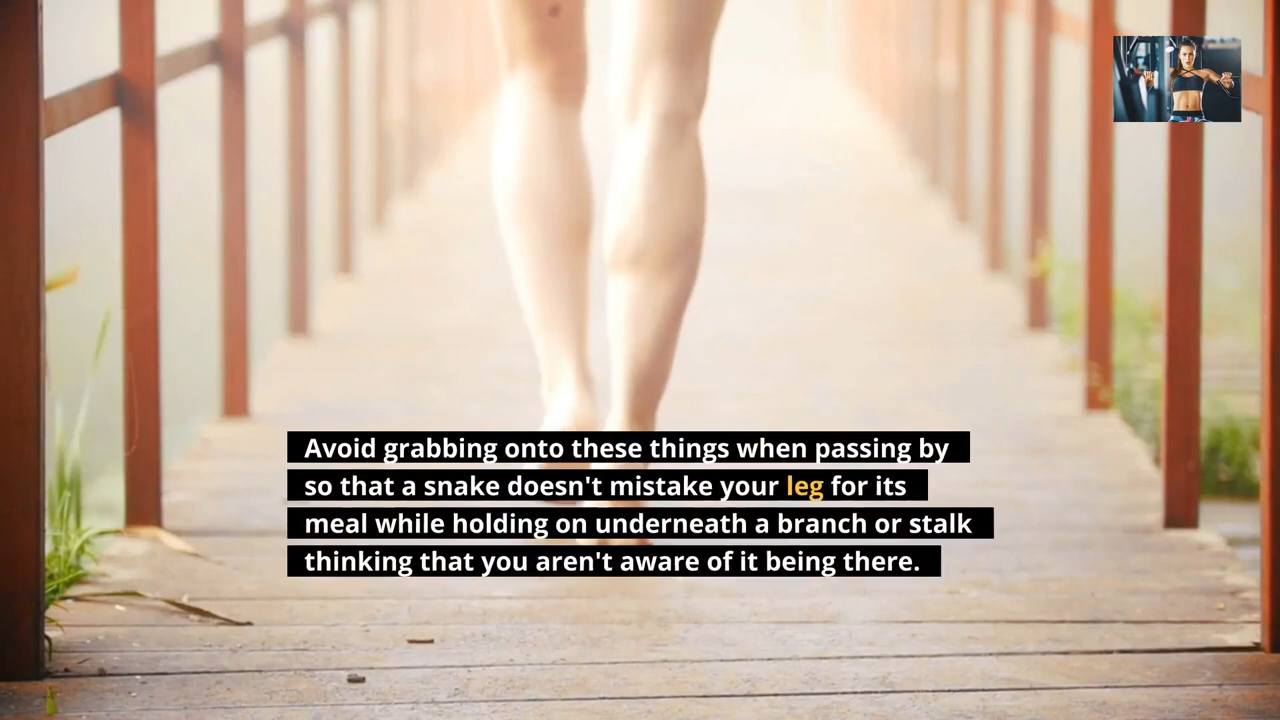 Avoid grabbing onto these things when passing by
so that a snake doesn't mistake your leg for its
meal while holding on underneath a branch or stalk
thinking that you aren't aware of it being there.